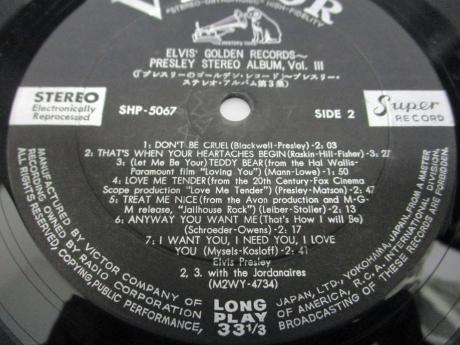 "STEREO-ORTHOPHONIC" HIGH-FIDELITY
ELVIS' GOLDEN RECORDS~
PRESLEY STEREO ALBUM, Vol. III
(「プレスリーのゴールデン・レコード」~プレスリー・
ステレオ・アルバム第3集)
STEREO
Electronically
Reprocessed
SHP-5067
SIDE 2
Super
RECORD
1: DON'T BE CRUEL (Blackwell-Presley)-2: 03
2: THAT'S WHEN YOUR HEARTACHES BEGIN (Raskin-Hill-Fisher)-3: 27
3: (Let Me Be Your) TEDDY BEAR (from the Hal Wallis-
Paramount film "Loving You") (Mann-Lowe)-1: 50
4: LOVE ME TENDER (from the 20th Century-Fox Cinema
Scope production "Love Me Tender") (Presley-Matson)-2: 47
5: TREAT ME NICE (from the Avon production and M-G-
M release, "Jailhouse Rock") (Leiber-Stoller)-2: 13
6: ANYWAY YOU WANT ME (That's How I will Be)
(Schroeder-Owens)-2: 17
7: I WANT YOU, I NEED YOU, I LOVE
YOU (Mysels-Kosloff)-2: 41
Elvis Presley
2, 3. with the Jordanaires
(M2WY-4734)
LONG
PLAY
33 1/3
MANUFACTURED BY VICTOR COMPANY OF JAPAN, LTD., YOKOHAMA, JAPAN, FROM A METER
RECORDING OWNED BY RADIO CORPORATION OF AMERICA, R.C.A. INTERNATIONAL DIVISION.
ALL RIGHTS RESERVED COPYING PUBLIC PERFORMANCE, BROADCASTING OF THESE RECORDS ARE FORBIDEN.